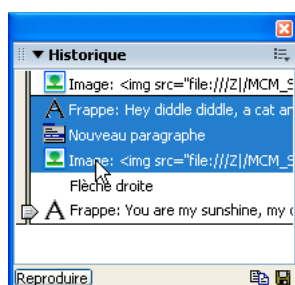 Historique
Image: <img src="file:///Z|/MCM_S
Frappe: Hey diddle diddle, a cat an
Nouveau paragraphe
Image: <img src="file:///Z|/MCM_S
Flèche droite
Frappe: You are my sunshine, my
Reproduire